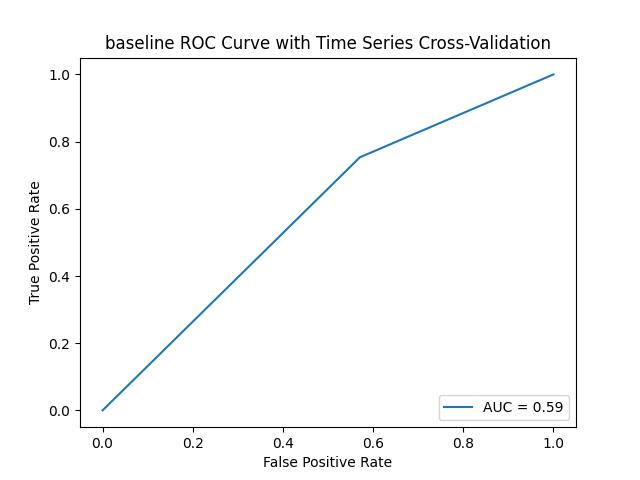 baseline ROC Curve with Time Series Cross-Validation
True Positive Rate
1.0
0.8
0.6
0.4
0.2
0.0
AUC = 0.59
0.0 0.2 0.4 0.6 0.8 1.0
False Positive Rate